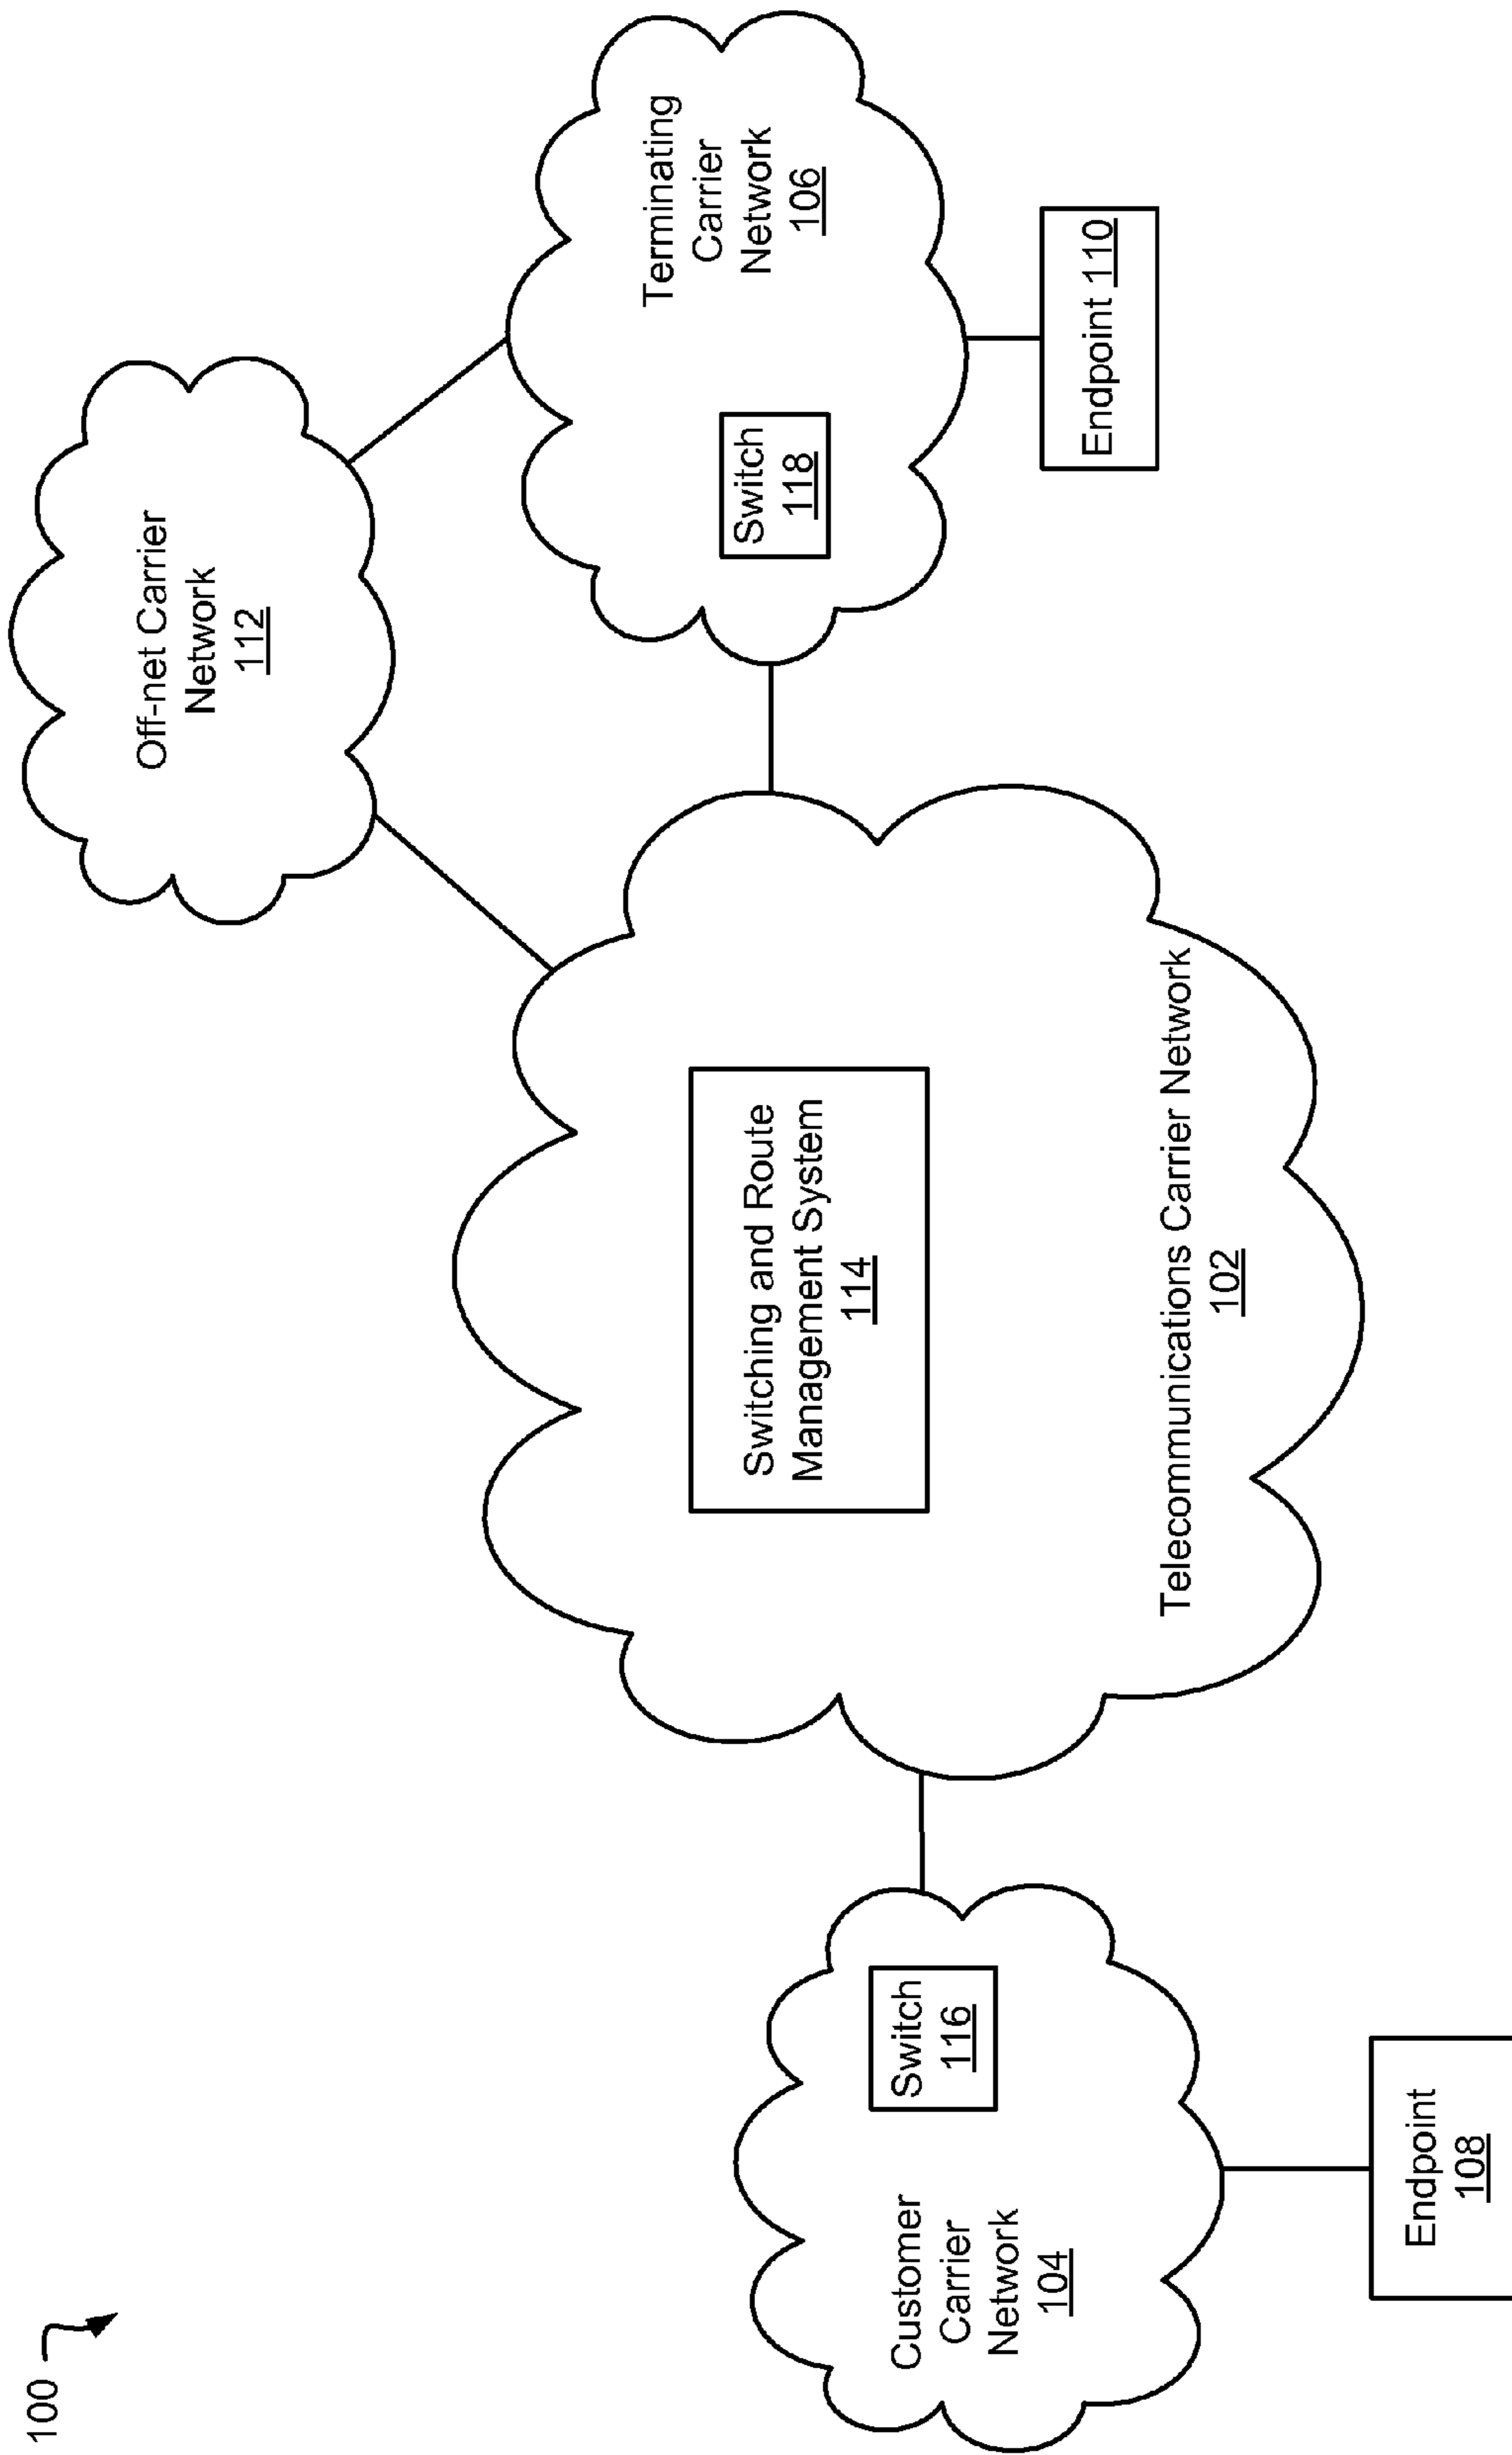 100
Off-net Carrier
Network
112
Terminating
Carrier
Network
106
Switch
118
Endpoint 110
Switching and Route
Management System
114
Telecommunications Carrier Network
102
Switch
116
Customer
Carrier
Network
104
Endpoint
108